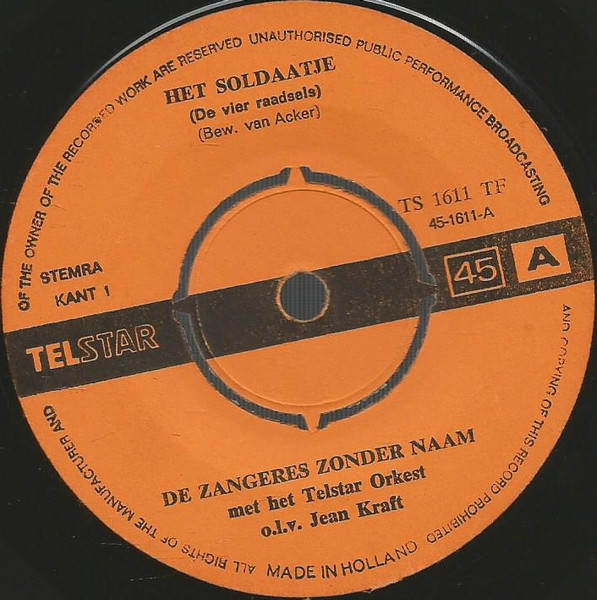 ALL RIGHTS OF THE MANUFACTURER AND OF THE OWNER OF THE RECORDED WORK ARE RESERVED UNAUTHORISED PUBLIC PERFORMANCE BROADCASTING AND COPYING OF THIS RECORD PROHIBITED
HET SOLDAATJE
(De vier raadsels)
(Bew. van Acker)
TS 1611 TF
45-1611-A
STEMRA
KANT 1
45 A
TELSTAR
DE ZANGERES ZONDER NAAM
met het Telstar Orkest
o.l.v. Jean Kraft
MADE IN HOLLAND